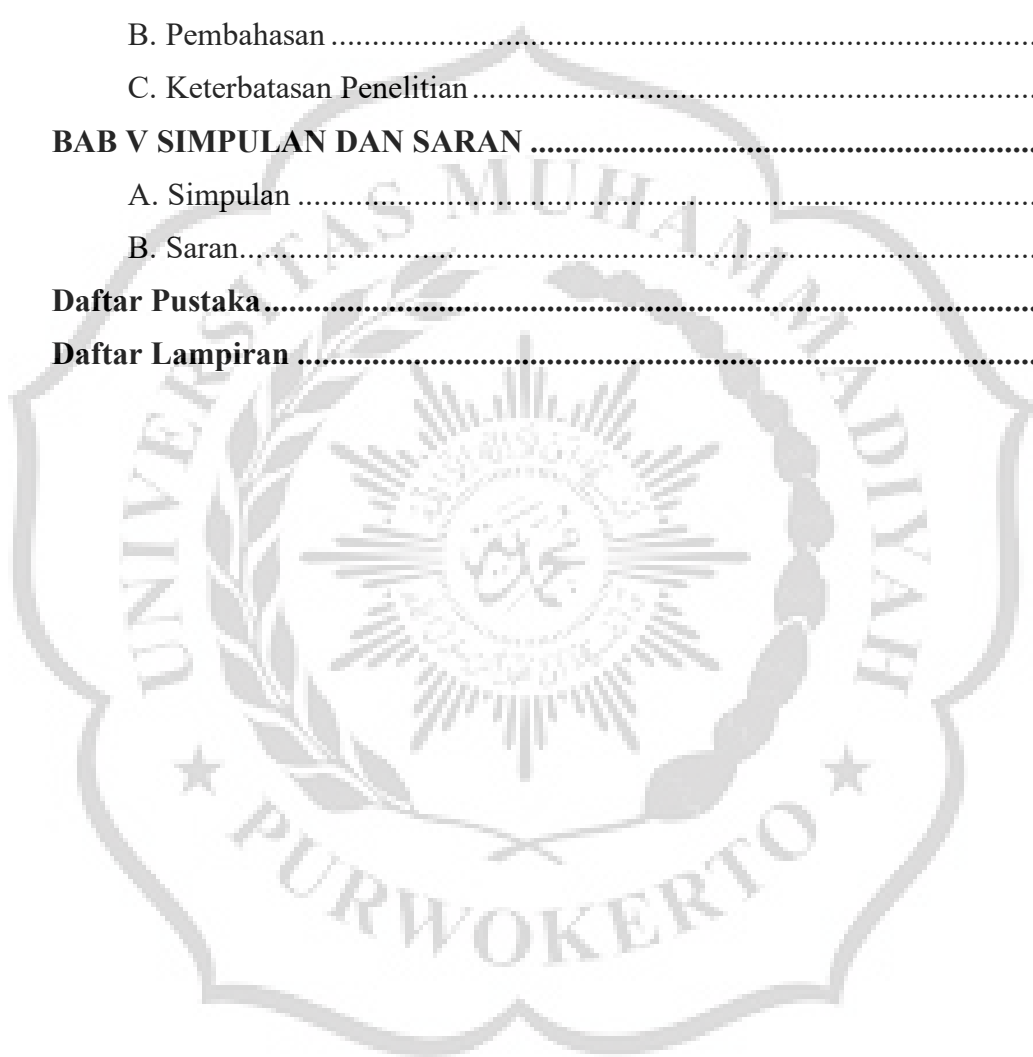 B. Pembahasan ................................................................................
C. Keterbatasan Penelitian................................................................
BAB V SIMPULAN DAN SARAN ........................................................
A. Simpulan ....................................................................................
B. Saran...........................................................................................
Daftar Pustaka.....................................................................................
Daftar Lampiran .................................................................................
UNIVERSITAS MUHAMMADIYAH
PURWOKERTO